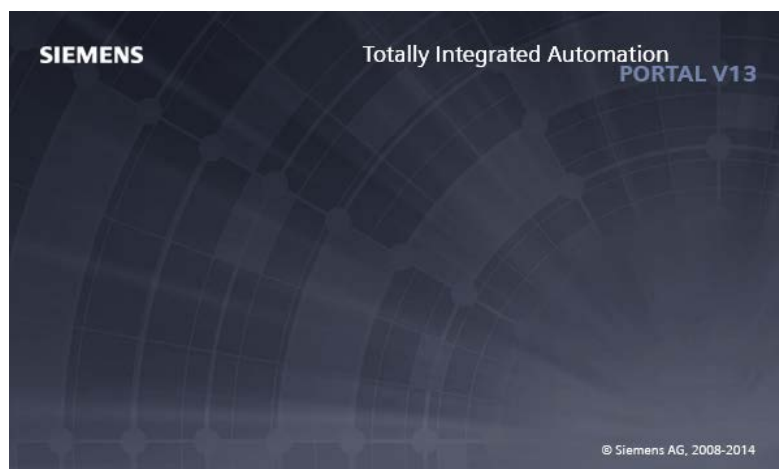 SIEMENS
Totally Integrated Automation
PORTAL V13
© Siemens AG, 2008-2014